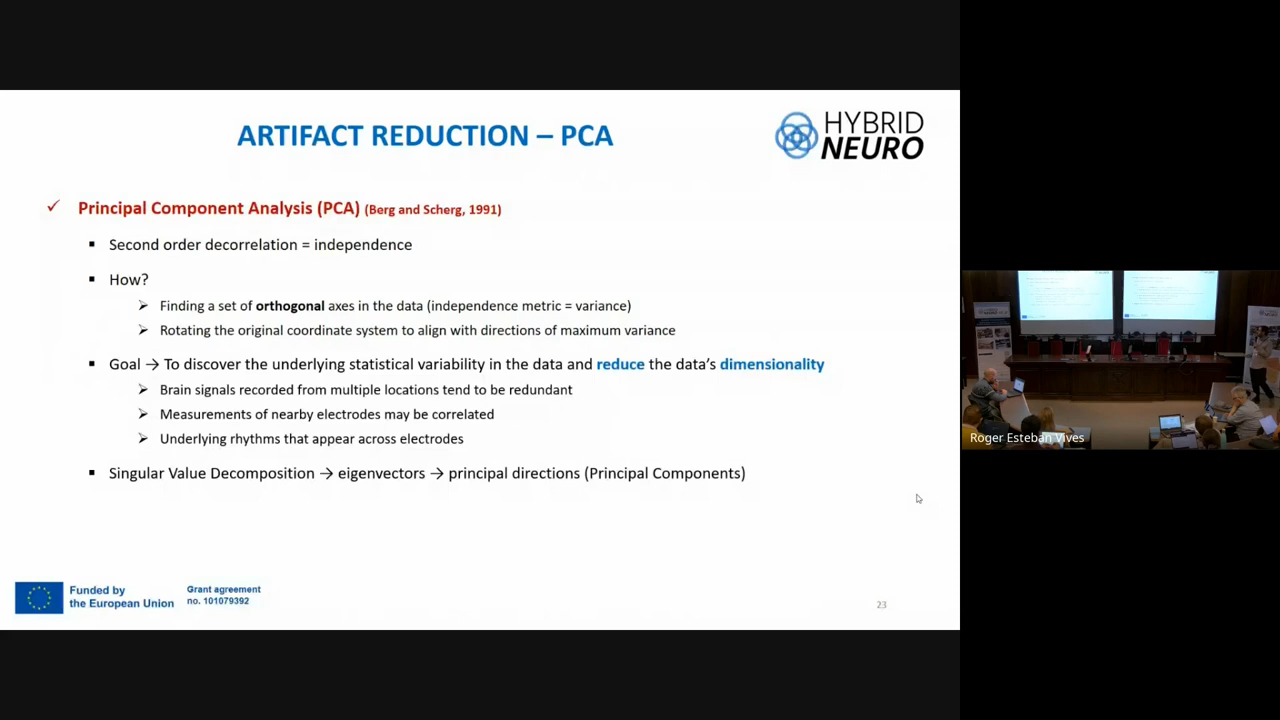 ARTIFACT REDUCTION – PCA
HYBRID
NEURO
✓ Principal Component Analysis (PCA) (Berg and Scherg, 1991)
▪ Second order decorrelation = independence
▪ How?
➢ Finding a set of orthogonal axes in the data (independence metric = variance)
➢ Rotating the original coordinate system to align with directions of maximum variance
▪ Goal → To discover the underlying statistical variability in the data and reduce the data's dimensionality
➢ Brain signals recorded from multiple locations tend to be redundant
➢ Measurements of nearby electrodes may be correlated
➢ Underlying rhythms that appear across electrodes
▪ Singular Value Decomposition → eigenvectors → principal directions (Principal Components)
Funded by
the European Union
Grant agreement
no. 101079392
23
Roger Esteban Vives